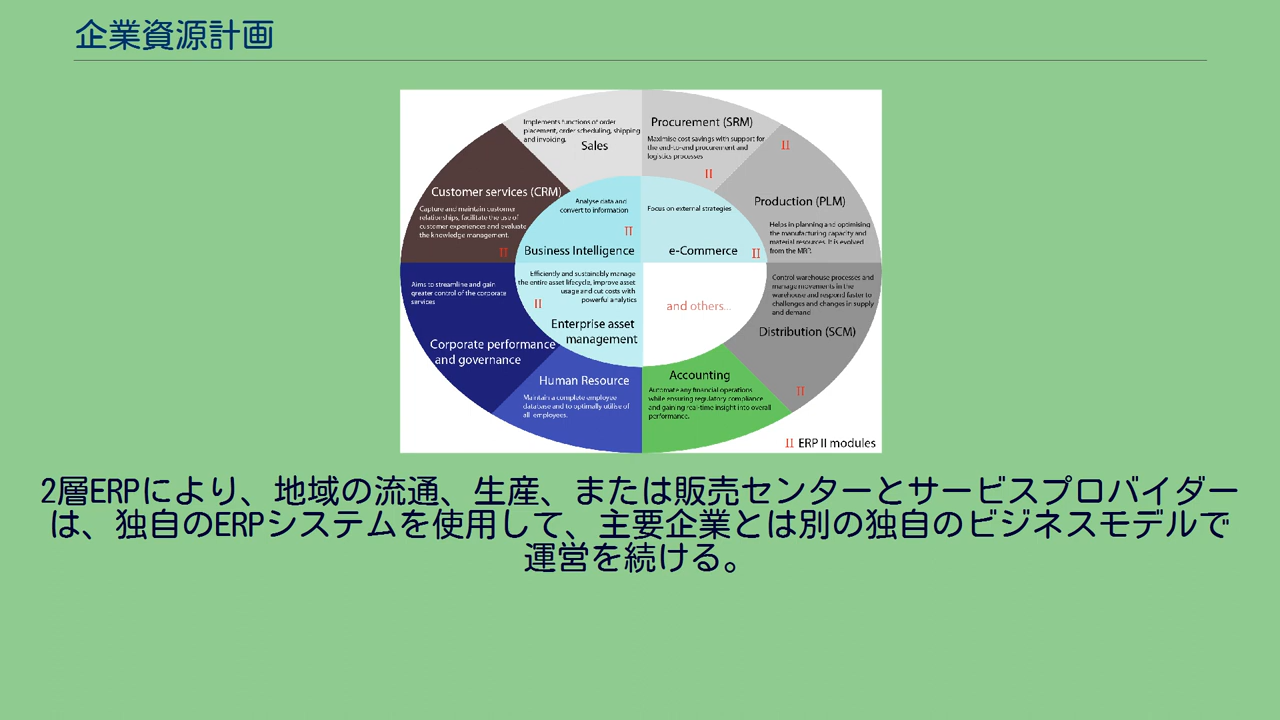 企業資源計画
Implements functions of order
placement, order scheduling, shipping
and invoicing.
Sales
Procurement (SRM)
Maximise cost savings with support for
the end-to-end procurement and
logistics processes
II
II
Customer services (CRM)
Capture and maintain customer
relationships, facilitate the use of
customer experiences and evaluate
the knowledge management.
II
Analyse data and
convert to information
II
Business Intelligence
Focus on external strategies
e-Commerce
II
Production (PLM)
Helps in planning and optimising
the manufacturing capacity and
material resources. It is evolved
from the MRP.
Aims to streamline and gain
greater control of the corporate
services
Corporate performance
and governance
Efficiently and sustainably manage
the entire asset lifecycle, improve asset
usage and cut costs with
powerful analytics
II
Enterprise asset
management
and others...
Control warehouse processes and
manage movements in the
warehouse and respond faster to
challenges and changes in supply
and demand
Distribution (SCM)
II
Human Resource
Maintain a complete employee
database and to optimally utilise of
all employees.
Accounting
Automate any financial operations
while ensuring regulatory compliance
and gaining real-time insight into overall
performance.
II ERP II modules
2層ERPにより、地域の流通、生産、または販売センターとサービスプロバイダー
は、独自のERPシステムを使用して、主要企業とは別の独自のビジネスモデルで
運営を続ける。